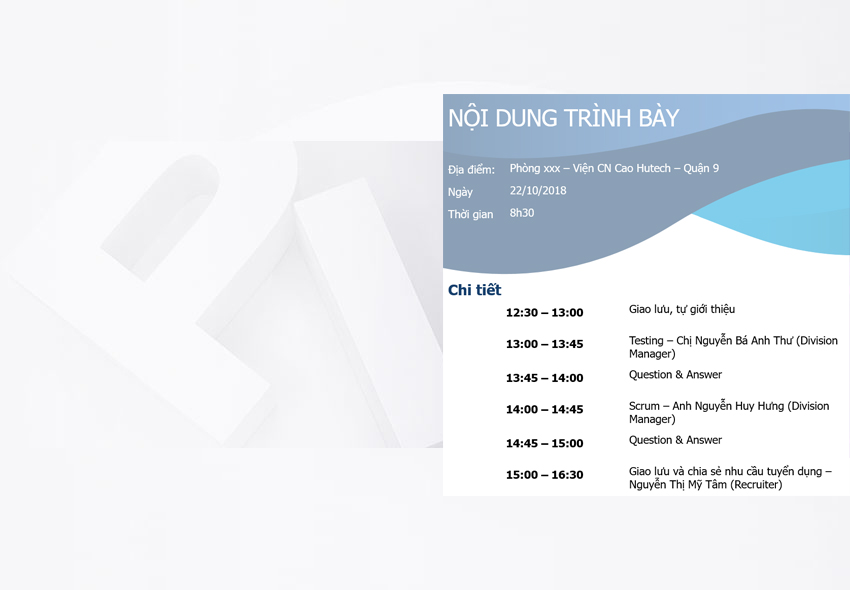 NỘI DUNG TRÌNH BÀY
Địa điểm: Phòng xxx – Viện CN Cao Hutech – Quận 9
Ngày 22/10/2018
Thời gian 8h30
Chi tiết
12:30 – 13:00 Giao lưu, tự giới thiệu
13:00 – 13:45 Testing – Chị Nguyễn Bá Anh Thư (Division
Manager)
13:45 – 14:00 Question & Answer
14:00 – 14:45 Scrum – Anh Nguyễn Huy Hưng (Division
Manager)
14:45 – 15:00 Question & Answer
15:00 – 16:30 Giao lưu và chia sẻ nhu cầu tuyển dụng –
Nguyễn Thị Mỹ Tâm (Recruiter)